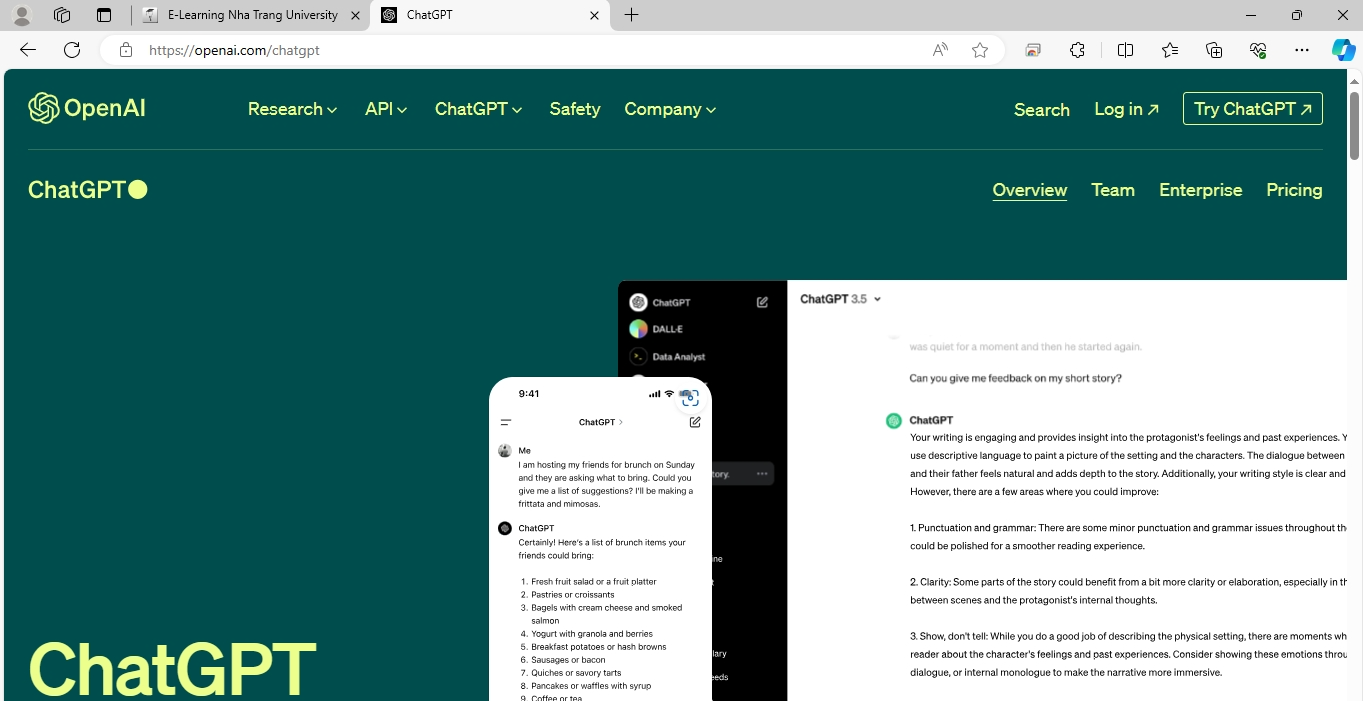 E-Learning Nha Trang University
ChatGPT
https://openai.com/chatgpt
OpenAI
Research
API
ChatGPT
Safety
Company
Search
Log in
Try ChatGPT
ChatGPT
Overview
Team
Enterprise
Pricing
ChatGPT
DALL·E
Data Analyst
tory.
ne
t
lary
eeds
ChatGPT 3.5
was quiet for a moment and then he started again.
Can you give me feedback on my short story?
ChatGPT
Your writing is engaging and provides insight into the protagonist's feelings and past experiences. Y
use descriptive language to paint a picture of the setting and the characters. The dialogue between
and their father feels natural and adds depth to the story. Additionally, your writing style is clear and
However, there are a few areas where you could improve:
1. Punctuation and grammar: There are some minor punctuation and grammar issues throughout th
could be polished for a smoother reading experience.
2. Clarity: Some parts of the story could benefit from a bit more clarity or elaboration, especially in th
between scenes and the protagonist's internal thoughts.
3. Show, don't tell: While you do a good job of describing the physical setting, there are moments wh
reader about the character's feelings and past experiences. Consider showing these emotions throu
dialogue, or internal monologue to make the narrative more immersive.
9:41
ChatGPT
Me
I am hosting my friends for brunch on Sunday
and they are asking what to bring. Could you
give me a list of suggestions? I'll be making a
frittata and mimosas.
ChatGPT
Certainly! Here's a list of brunch items your
friends could bring:
1. Fresh fruit salad or a fruit platter
2. Pastries or croissants
3. Bagels with cream cheese and smoked
salmon
4. Yogurt with granola and berries
5. Breakfast potatoes or hash browns
6. Sausages or bacon
7. Quiches or savory tarts
8. Pancakes or waffles with syrup
9. Coffee or tea
ChatGPT